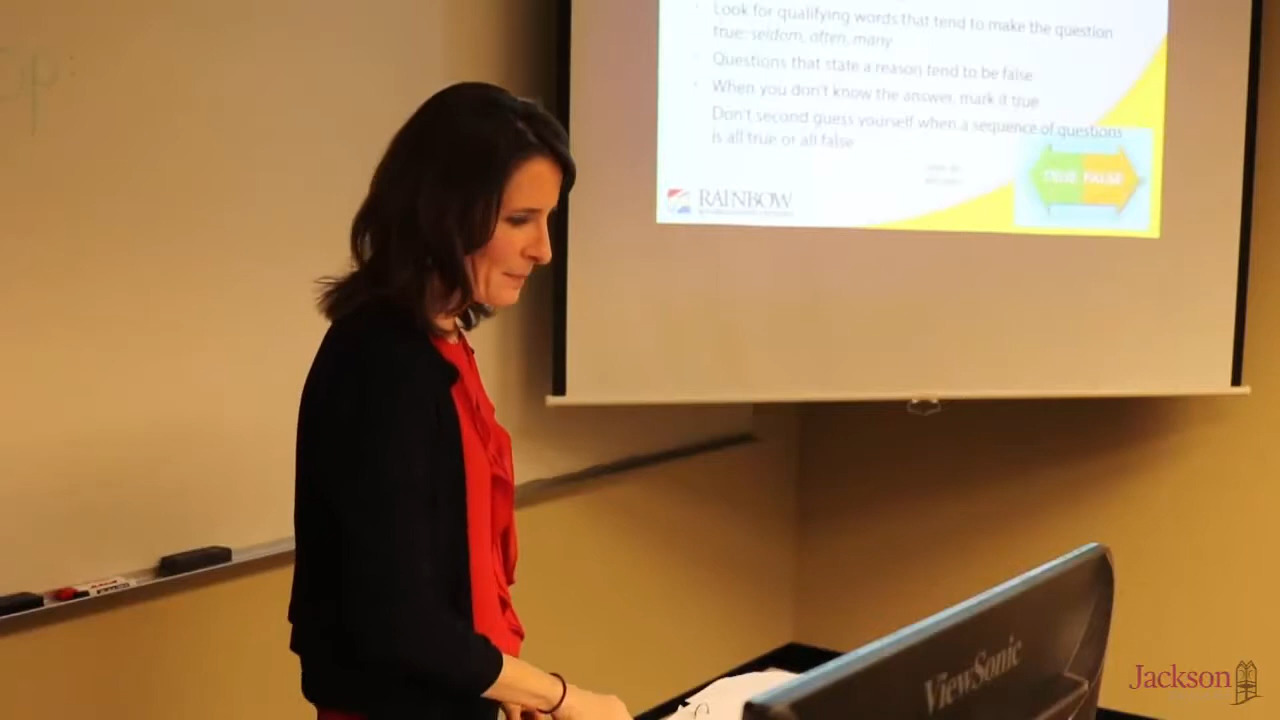 Look for qualifying words that tend to make the question
true: seldom, often, many
Questions that state a reason tend to be false
When you don't know the answer, mark it true
Don't second guess yourself when a sequence of questions
is all true or all false
TRUE FALSE
RAINBOW
ViewSonic
Jackson